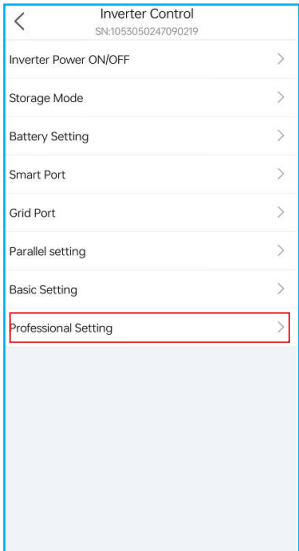 Inverter Control
SN:1053050247090219
Inverter Power ON/OFF
Storage Mode
Battery Setting
Smart Port
Grid Port
Parallel setting
Basic Setting
Professional Setting